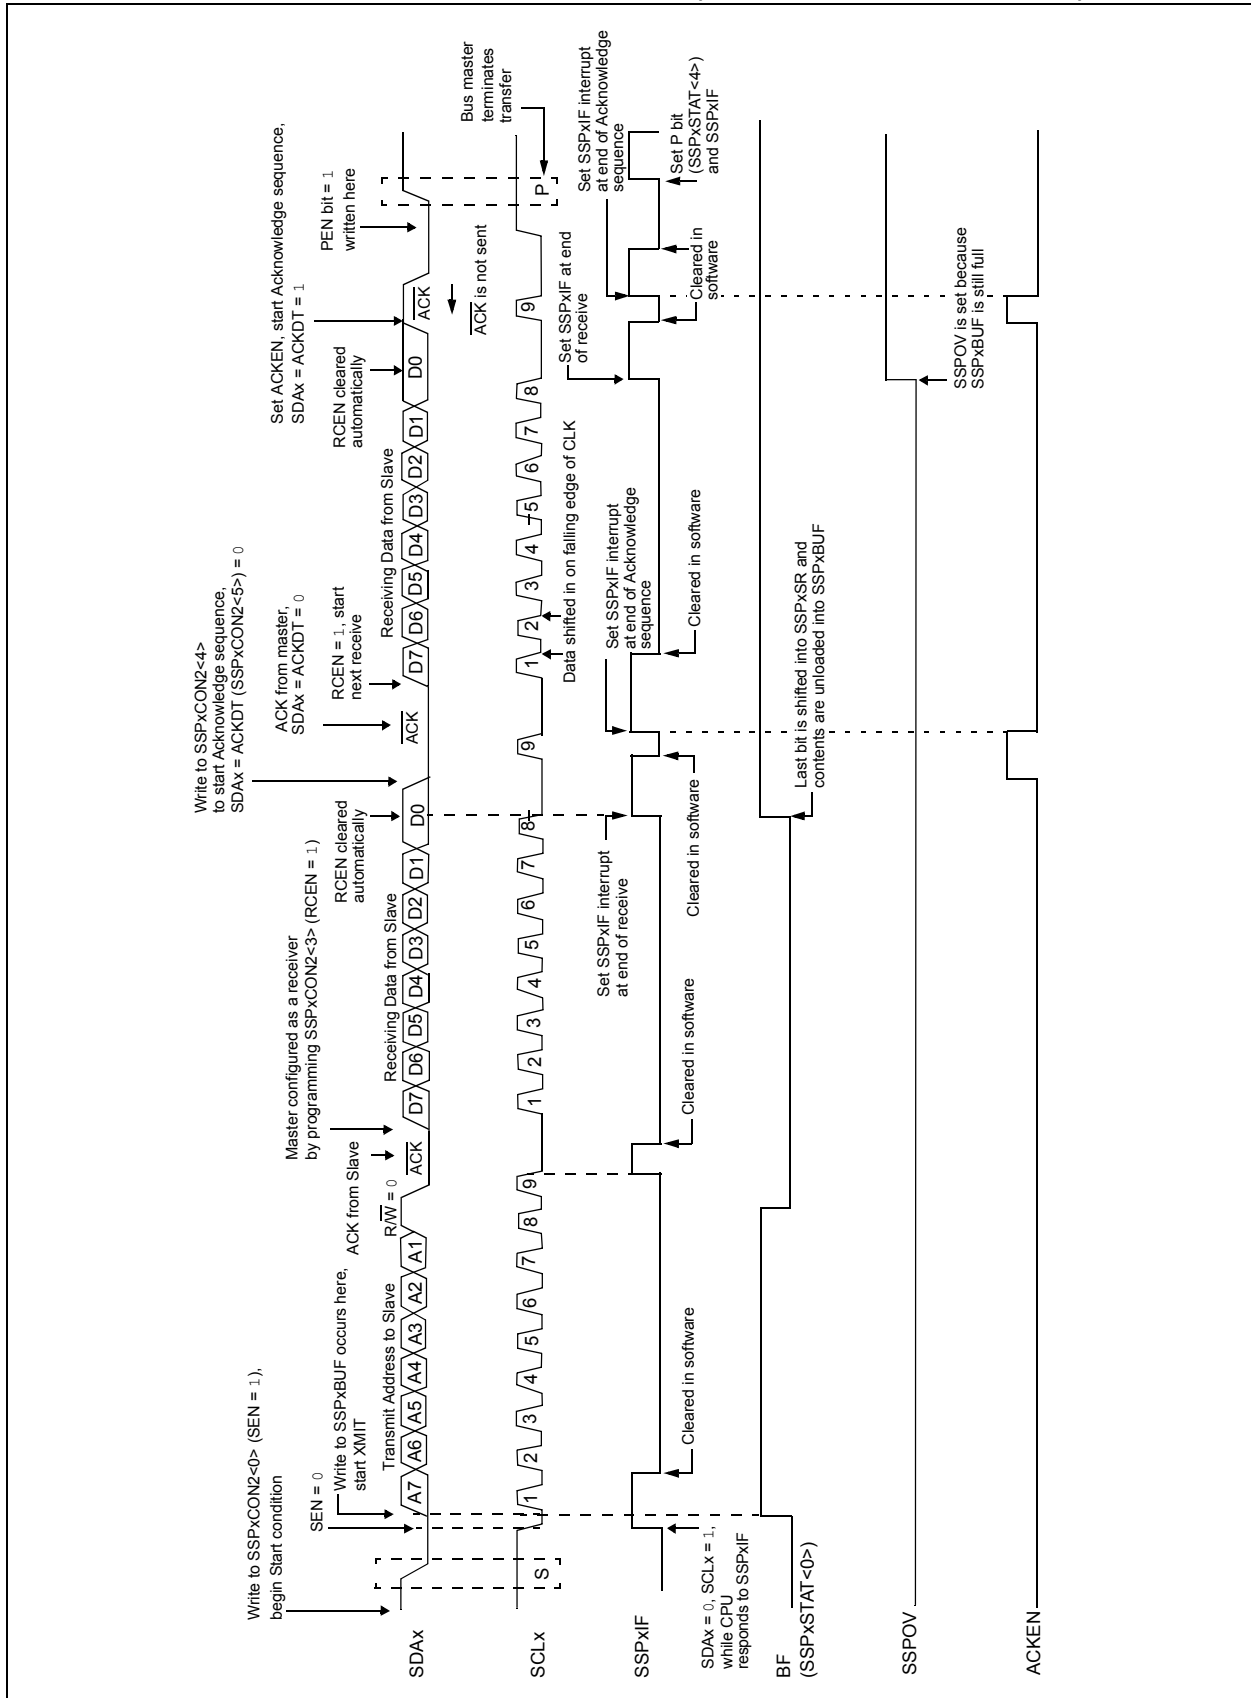 Write to SSPxCON2<0> (SEN = 1),
begin Start condition
SEN = 0
Write to SSPxBUF occurs here,
start XMIT
Transmit Address to Slave
ACK from Slave
R/W = 0
Master configured as a receiver
by programming SSPxCON2<3> (RCEN = 1)
Receiving Data from Slave
RCEN cleared
automatically
Write to SSPxCON2<4>
to start Acknowledge sequence,
SDAx = ACKDT (SSPxCON2<5>) = 0
ACK from master,
SDAx = ACKDT = 0
RCEN = 1, start
next receive
Receiving Data from Slave
RCEN cleared
automatically
Set ACKEN, start Acknowledge sequence,
SDAx = ACKDT = 1
PEN bit = 1
written here
SDAx
A7 A6 A5 A4 A3 A2 A1 ACK D7 D6 D5 D4 D3 D2 D1 D0 ACK D7 D6 D5 D4 D3 D2 D1 D0 ACK
ACK is not sent
Bus master
terminates
transfer
SCLx
S 1 2 3 4 5 6 7 8 9 1 2 3 4 5 6 7 8 9 1 2 3 4 5 6 7 8 9 P
Data shifted in on falling edge of CLK
Set SSPxIF interrupt
at end of receive
Set SSPxIF interrupt
at end of Acknowledge
sequence
Set SSPxIF at end
of receive
Set SSPxIF interrupt
at end of Acknowledge
sequence
SSPxIF
SDAx = 0, SCLx = 1,
while CPU
responds to SSPxIF
Cleared in software
Cleared in software
Cleared in software
Cleared in software
Cleared in
software
Set P bit
(SSPxSTAT<4>)
and SSPxIF
BF
(SSPxSTAT<0>)
Last bit is shifted into SSPxSR and
contents are unloaded into SSPxBUF
SSPOV
SSPOV is set because
SSPxBUF is still full
ACKEN